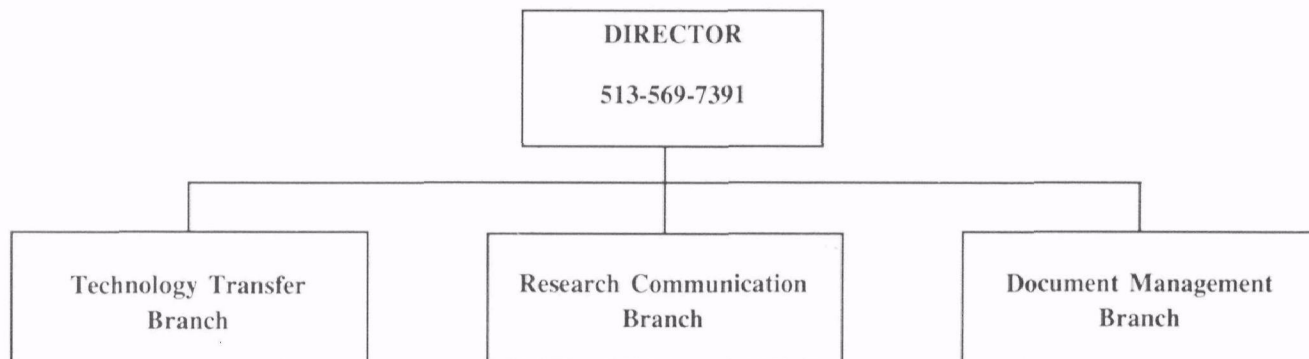 DIRECTOR
513-569-7391
Technology Transfer
Branch
Research Communication
Branch
Document Management
Branch